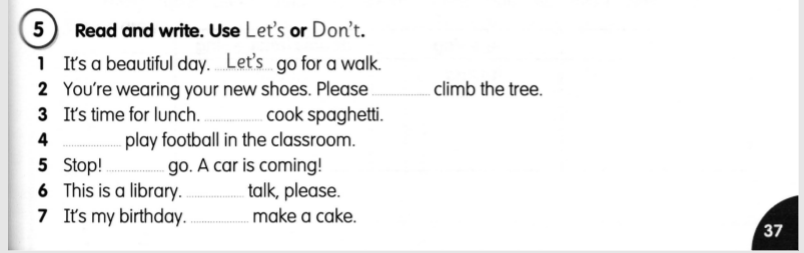 5 Read and write. Use Let's or Don't.
1 It's a beautiful day. Let's go for a walk.
2 You're wearing your new shoes. Please ............ climb the tree.
3 It's time for lunch. ............ cook spaghetti.
4 ............ play football in the classroom.
5 Stop! ............ go. A car is coming!
6 This is a library. ............ talk, please.
7 It's my birthday. ............ make a cake.
37